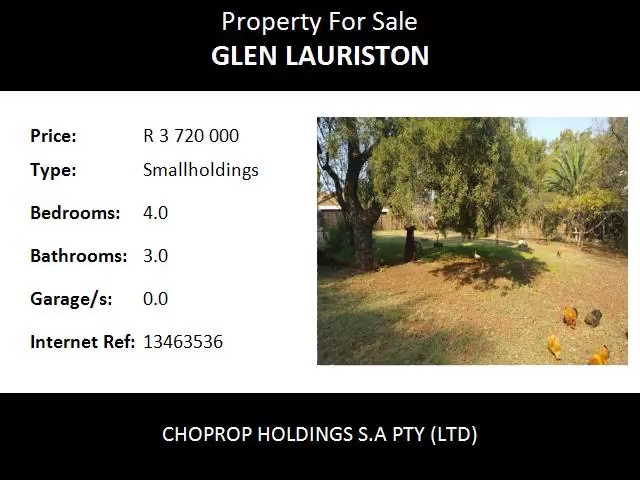 Property For Sale
GLEN LAURISTON
Price: R 3 720 000
Type: Smallholdings
Bedrooms: 4.0
Bathrooms: 3.0
Garage/s: 0.0
Internet Ref: 13463536
CHOPROP HOLDINGS S.A PTY (LTD)